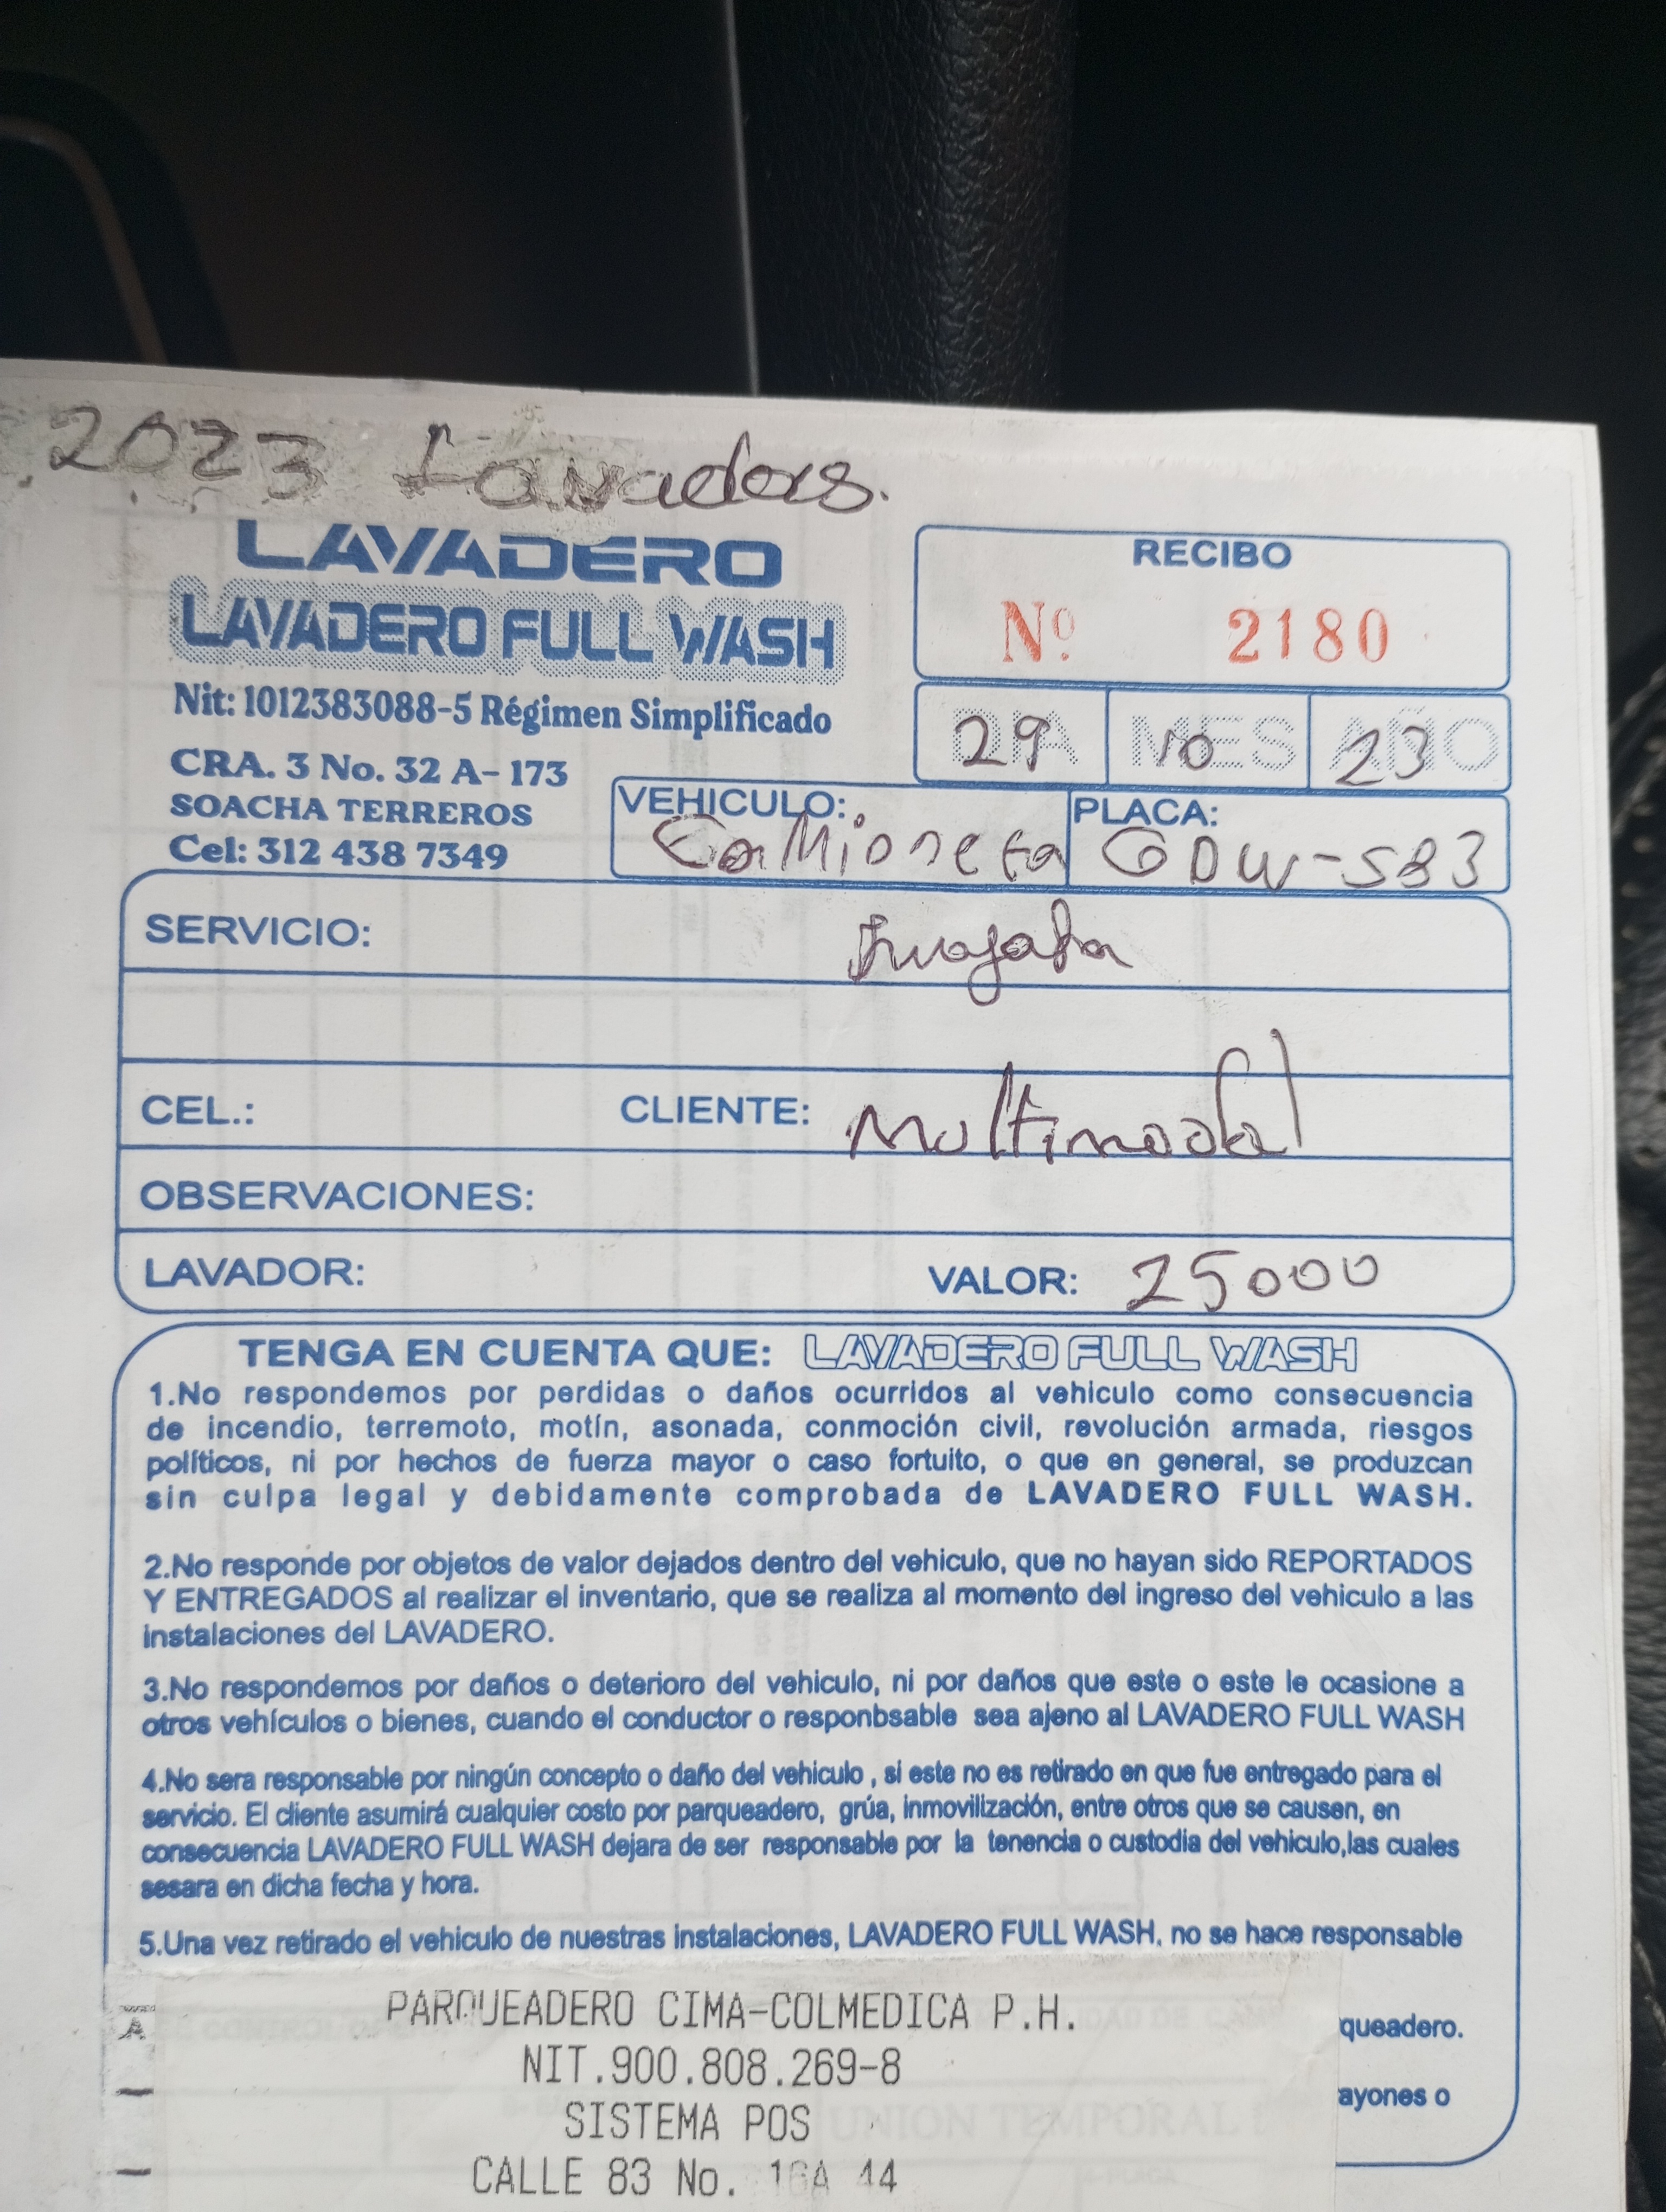 2023 Lavadors.
LAVADERO
LAVADERO FULL WASH
Nit: 1012383088-5 Régimen Simplificado
CRA. 3 No. 32 A- 173
SOACHA TERREROS
Cel: 312 438 7349
RECIBO
Nº 2180
DIA MES AÑO
29 10 23
VEHICULO: Camioneta PLACA: GDW-583
SERVICIO: Enjuagada
CEL.: CLIENTE: Multimodal
OBSERVACIONES:
LAVADOR: VALOR: 25000
TENGA EN CUENTA QUE: LAVADERO FULL WASH
1.No respondemos por perdidas o daños ocurridos al vehiculo como consecuencia
de incendio, terremoto, motín, asonada, conmoción civil, revolución armada, riesgos
políticos, ni por hechos de fuerza mayor o caso fortuito, o que en general, se produzcan
sin culpa legal y debidamente comprobada de LAVADERO FULL WASH.
2.No responde por objetos de valor dejados dentro del vehiculo, que no hayan sido REPORTADOS
Y ENTREGADOS al realizar el inventario, que se realiza al momento del ingreso del vehiculo a las
instalaciones del LAVADERO.
3.No respondemos por daños o deterioro del vehiculo, ni por daños que este o este le ocasione a
otros vehículos o bienes, cuando el conductor o responbsable sea ajeno al LAVADERO FULL WASH
4.No sera responsable por ningún concepto o daño del vehiculo , si este no es retirado en que fue entregado para el
servicio. El cliente asumirá cualquier costo por parqueadero, grúa, inmovilización, entre otros que se causen, en
consecuencia LAVADERO FULL WASH dejara de ser responsable por la tenencia o custodia del vehiculo,las cuales
sesara en dicha fecha y hora.
5.Una vez retirado el vehiculo de nuestras instalaciones, LAVADERO FULL WASH, no se hace responsable
queadero.
ayones o
PARQUEADERO CIMA-COLMEDICA P.H.
NIT.900.808.269-8
SISTEMA POS
CALLE 83 No. 16A 44